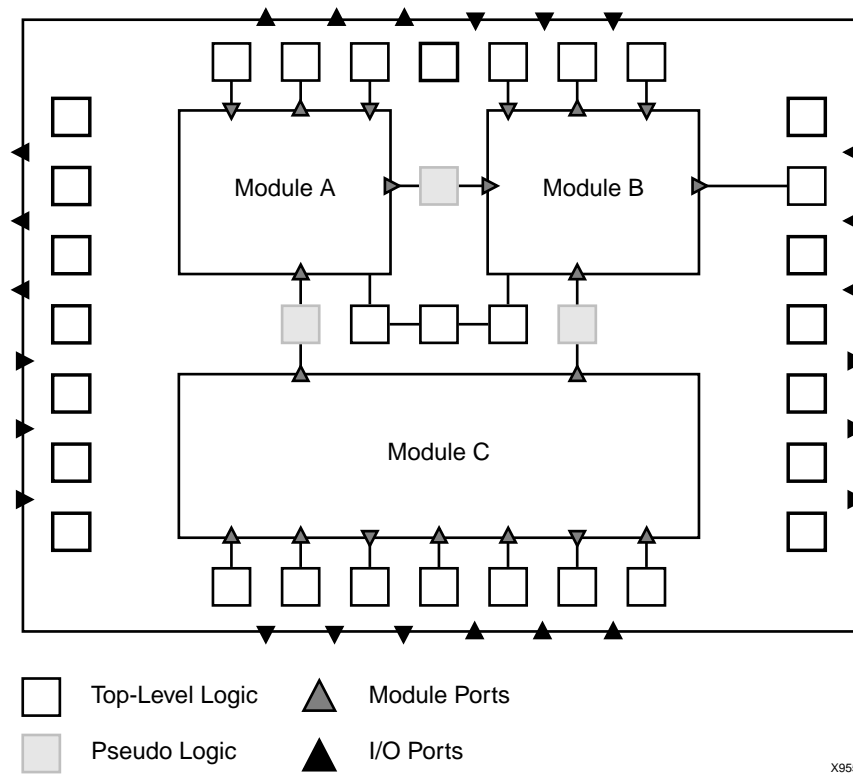 Module A
Module B
Module C
Top-Level Logic
Module Ports
Pseudo Logic
I/O Ports